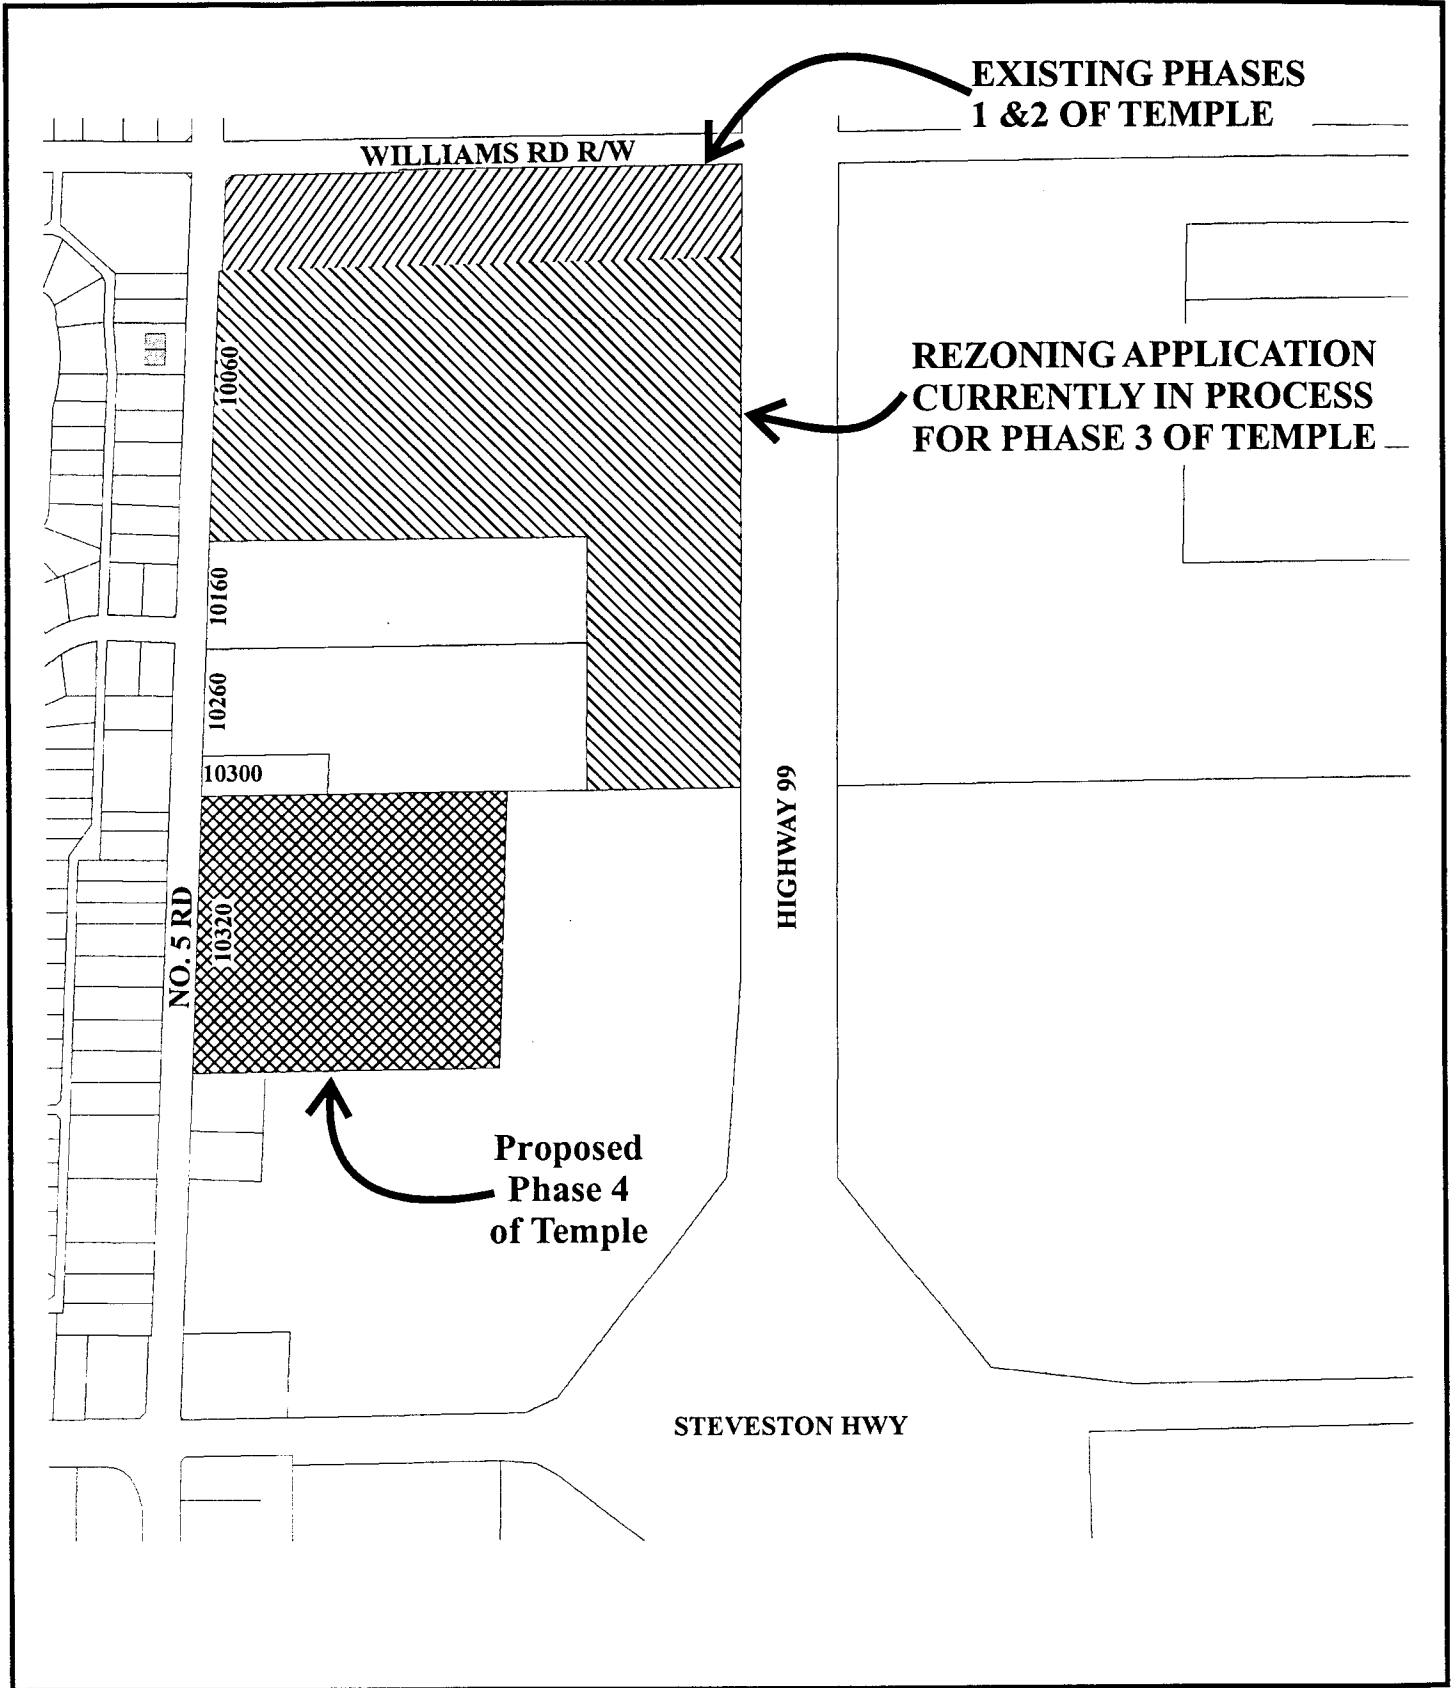 EXISTING PHASES
1 &2 OF TEMPLE
WILLIAMS RD R/W
REZONING APPLICATION
CURRENTLY IN PROCESS
FOR PHASE 3 OF TEMPLE
10060
10160
10260
10300
10320
NO. 5 RD
HIGHWAY 99
Proposed
Phase 4
of Temple
STEVESTON HWY